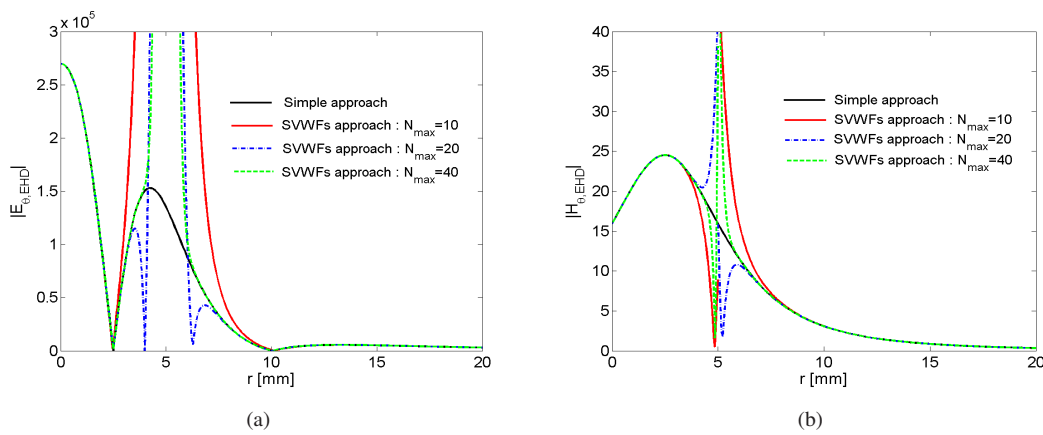 x 10^5
3
2.5
2
1.5
1
0.5
0
0
5
10
15
20
|E_θ,EHD|
r [mm]
Simple approach
SVWFs approach : N_max=10
SVWFs approach : N_max=20
SVWFs approach : N_max=40
(a)
40
35
30
25
20
15
10
5
0
0
5
10
15
20
|H_θ,EHD|
r [mm]
Simple approach
SVWFs approach : N_max=10
SVWFs approach : N_max=20
SVWFs approach : N_max=40
(b)